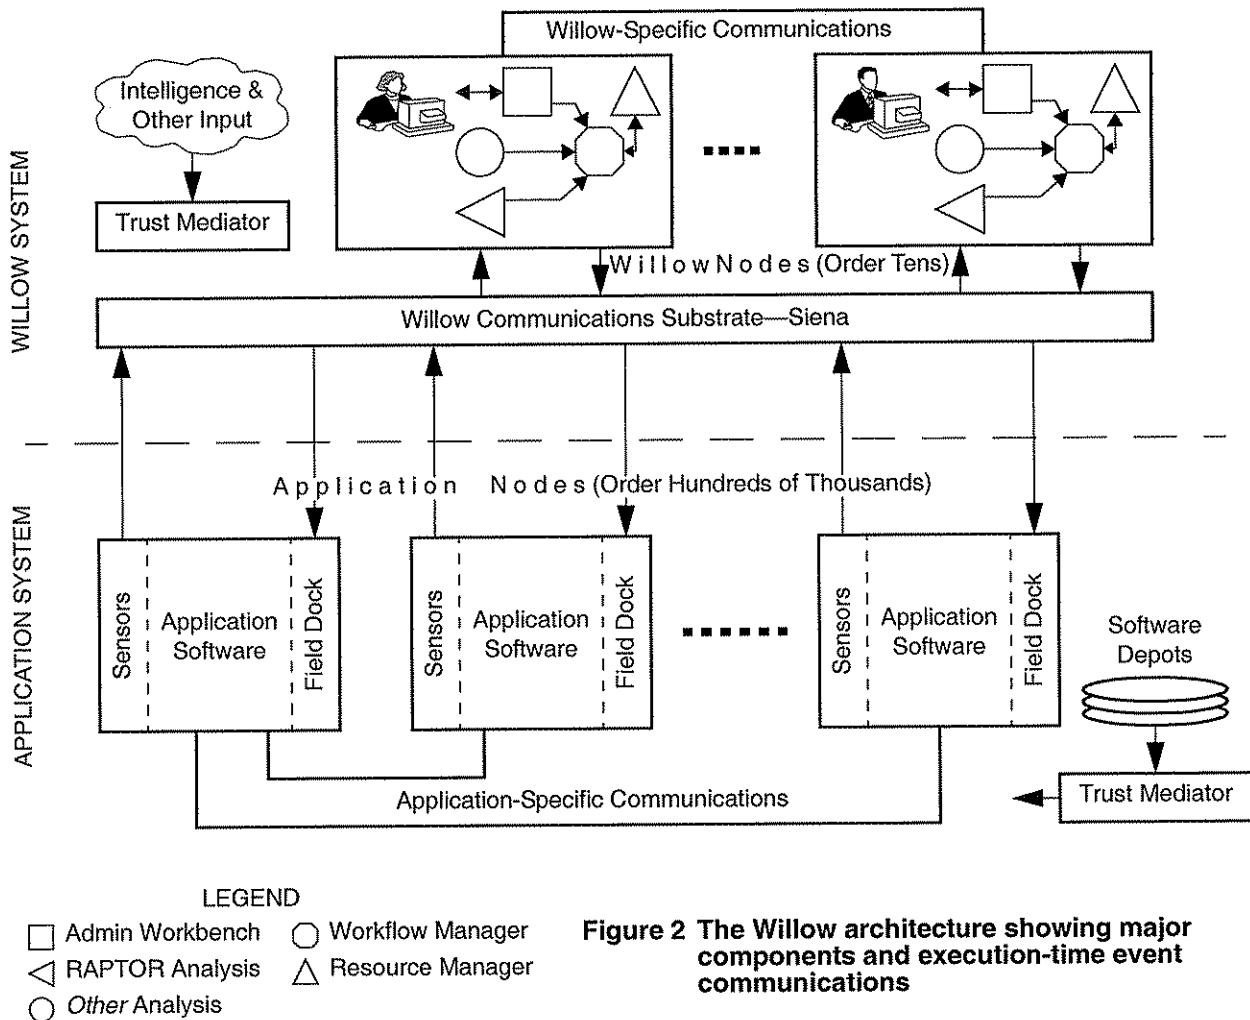 Willow-Specific Communications
Intelligence &
Other Input
Trust Mediator
WILLOW SYSTEM
WillowNodes (Order Tens)
Willow Communications Substrate—Siena
Application Nodes (Order Hundreds of Thousands)
APPLICATION SYSTEM
Sensors
Application
Software
Field Dock
Sensors
Application
Software
Field Dock
Sensors
Application
Software
Field Dock
Software
Depots
Trust Mediator
Application-Specific Communications
LEGEND
Admin Workbench
Workflow Manager
RAPTOR Analysis
Resource Manager
Other Analysis
Figure 2 The Willow architecture showing major
components and execution-time event
communications